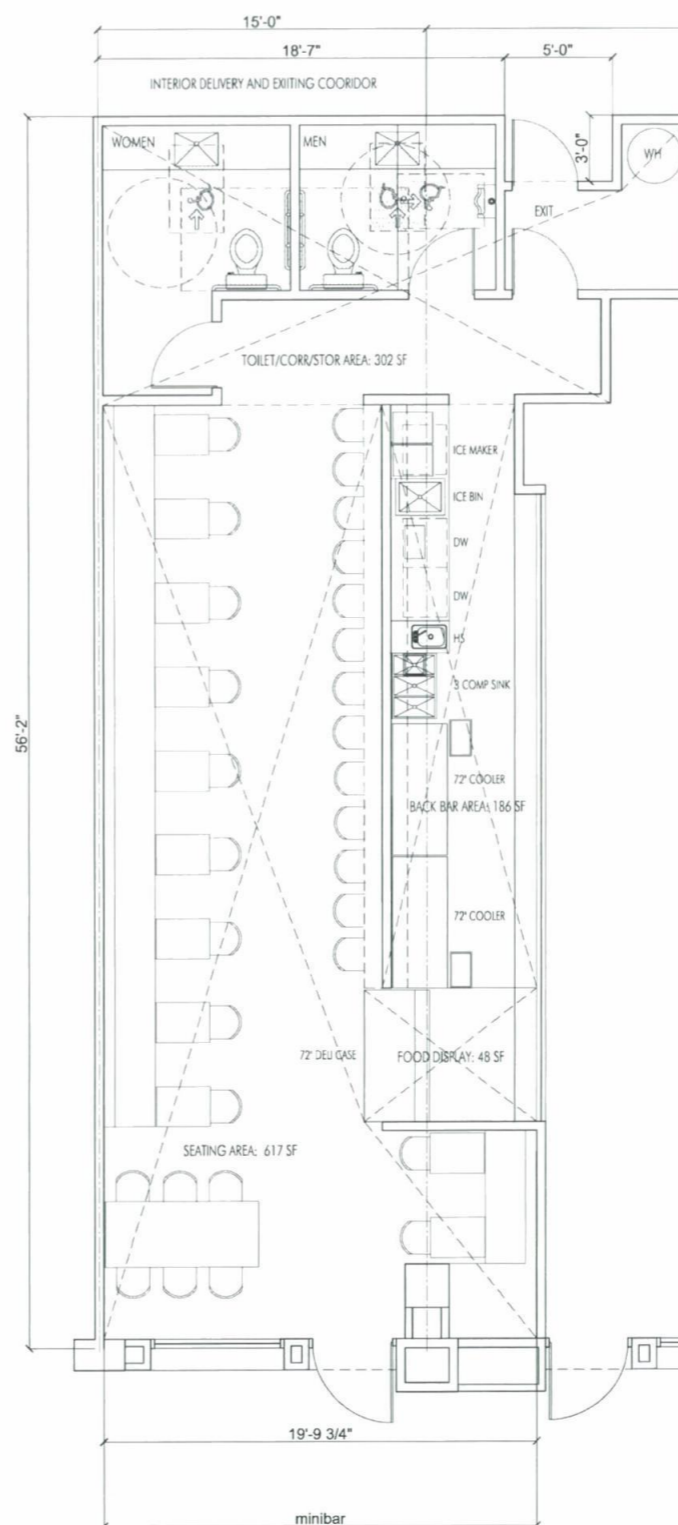 15'-0"
18'-7"
5'-0"
INTERIOR DELIVERY AND EXIITING COORIDOR
WOMEN
MEN
3'-0"
WH
EXIT
TOILET/CORR/STOR AREA: 302 SF
ICE MAKER
ICE BIN
DW
DW
HS
3 COMP SINK
56'-2"
72" COOLER
BACK BAR AREA: 186 SF
72" COOLER
72" DELI CASE
FOOD DISPLAY: 48 SF
SEATING AREA: 617 SF
19'-9 3/4"
minibar